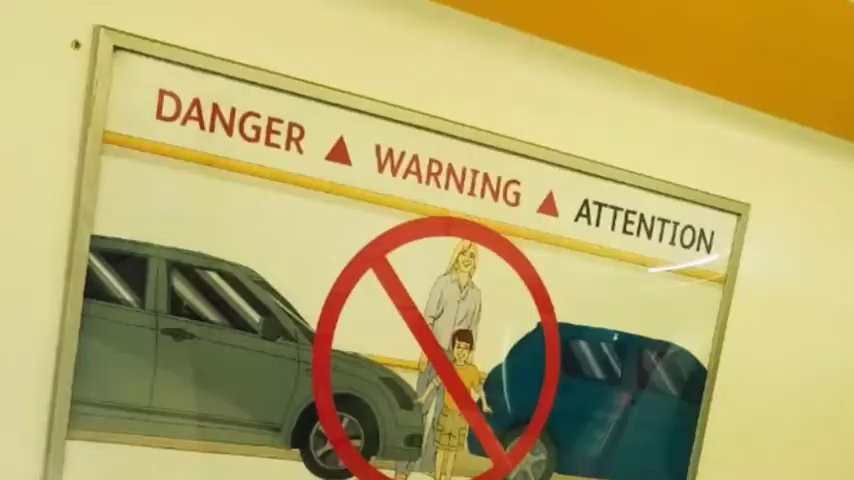 DANGER ▲ WARNING ▲ ATTENTION